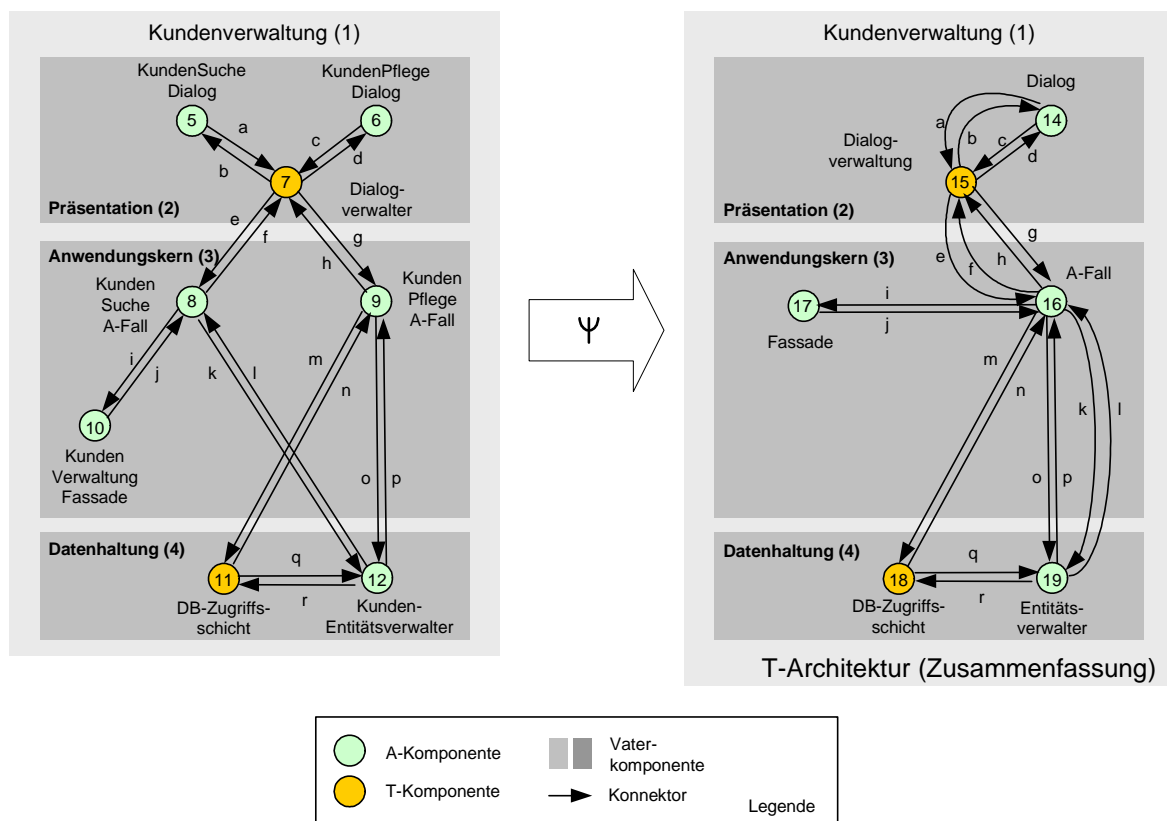 Kundenverwaltung (1)
KundenSuche
Dialog
KundenPflege
Dialog
5
6
a
b
c
d
7
Dialog-
verwalter
Präsentation (2)
e
f
g
h
Anwendungskern (3)
Kunden
Suche
A-Fall
8
9
Kunden
Pflege
A-Fall
i
j
k
l
m
n
10
Kunden
Verwaltung
Fassade
o
p
Datenhaltung (4)
11
q
r
12
DB-Zugriffs-
schicht
Kunden-
Entitätsverwalter
Ψ
Kundenverwaltung (1)
Dialog
14
a
b
c
d
Dialog-
verwaltung
15
Präsentation (2)
g
e
f
h
Anwendungskern (3)
A-Fall
17
i
j
16
Fassade
m
n
k
l
o
p
Datenhaltung (4)
18
q
r
19
DB-Zugriffs-
schicht
Entitäts-
verwalter
T-Architektur (Zusammenfassung)
A-Komponente
T-Komponente
Vater-
komponente
Konnektor
Legende